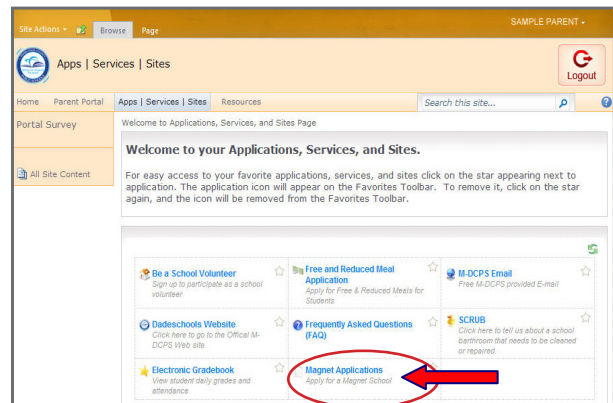 SAMPLE PARENT
Site Actions
Browse
Page
Apps | Services | Sites
Logout
Home
Parent Portal
Apps | Services | Sites
Resources
Search this site...
Portal Survey
All Site Content
Welcome to Applications, Services, and Sites Page
Welcome to your Applications, Services, and Sites.
For easy access to your favorite applications, services, and sites click on the star appearing next to
application. The application icon will appear on the Favorites Toolbar. To remove it, click on the star
again, and the icon will be removed from the Favorites Toolbar.
Be a School Volunteer
Sign up to participate as a school
volunteer
Free and Reduced Meal
Application
Apply for Free & Reduced Meals for
Students
M-DCPS Email
Free M-DCPS provided E-mail
Dadeschools Website
Click here to go to the Offical M-
DCPS Web site.
Frequently Asked Questions
(FAQ)
SCRUB
Click here to tell us about a school
barthroom that needs to be cleaned
or repaired.
Electronic Gradebook
View student daily grades and
attendance
Magnet Applications
Apply for a Magnet School